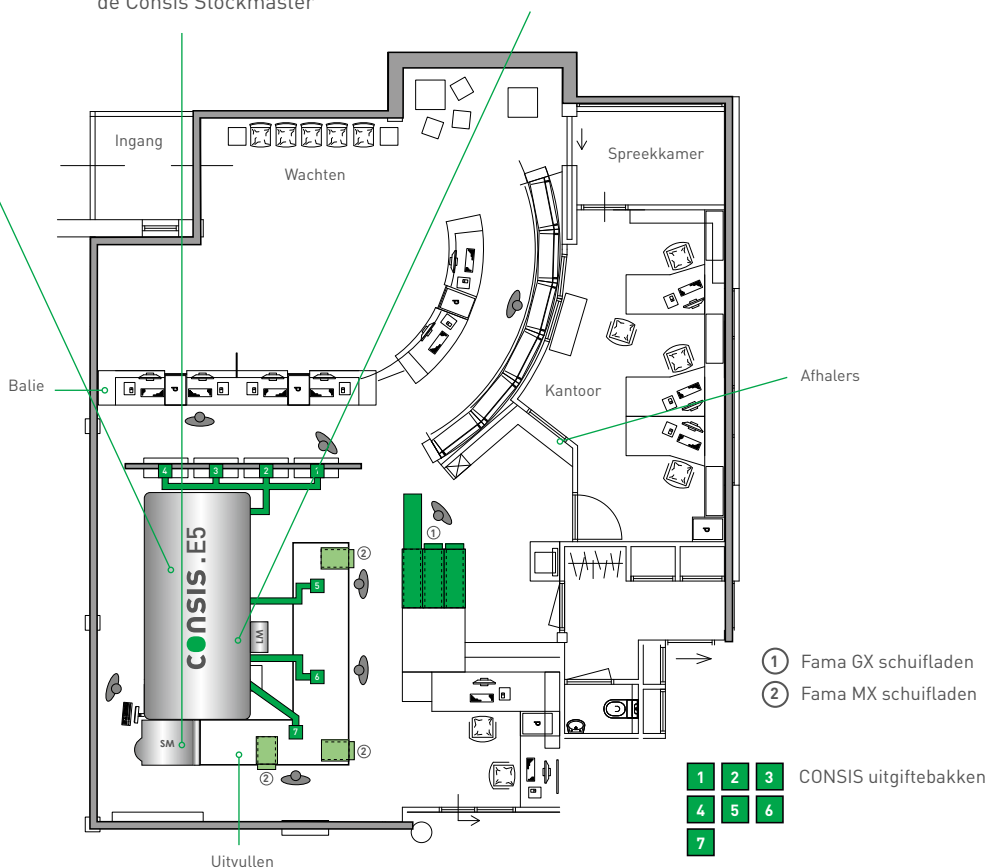 de Consis Stockmaster
Ingang
Wachten
Spreekkamer
Balie
Kantoor
Afhalers
4 3 2 1
1
consis.E5
2
5
LM
6
7
SM
2
2
1 Fama GX schuifladen
2 Fama MX schuifladen
1 2 3 CONSIS uitgiftebakken
4 5 6
7
Uitvullen